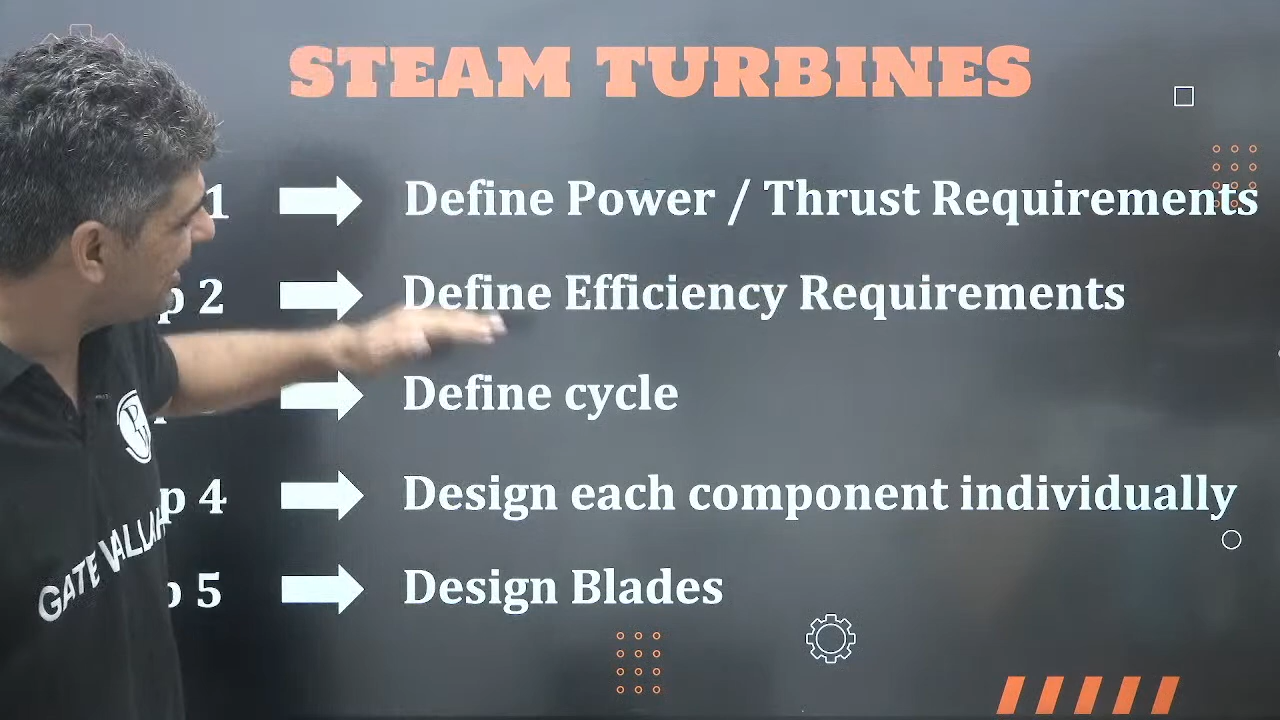 STEAM TURBINES
1 Define Power / Thrust Requirements
p 2 Define Efficiency Requirements
Define cycle
p 4 Design each component individually
p 5 Design Blades
GATE WALLAH